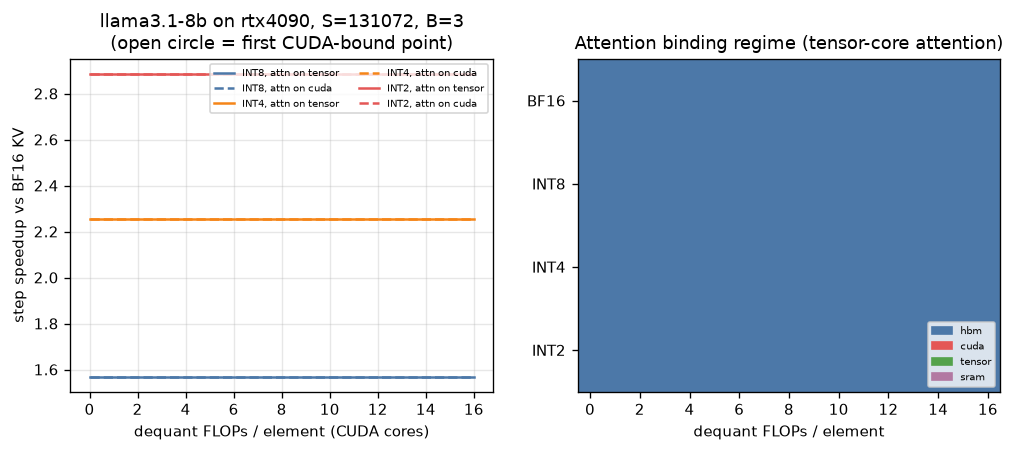 llama3.1-8b on rtx4090, S=131072, B=3
(open circle = first CUDA-bound point)
step speedup vs BF16 KV
2.8
2.6
2.4
2.2
2.0
1.8
1.6
INT8, attn on tensor
INT8, attn on cuda
INT4, attn on tensor
INT4, attn on cuda
INT2, attn on tensor
INT2, attn on cuda
0 2 4 6 8 10 12 14 16
dequant FLOPs / element (CUDA cores)
Attention binding regime (tensor-core attention)
BF16
INT8
INT4
INT2
hbm
cuda
tensor
sram
0 2 4 6 8 10 12 14 16
dequant FLOPs / element